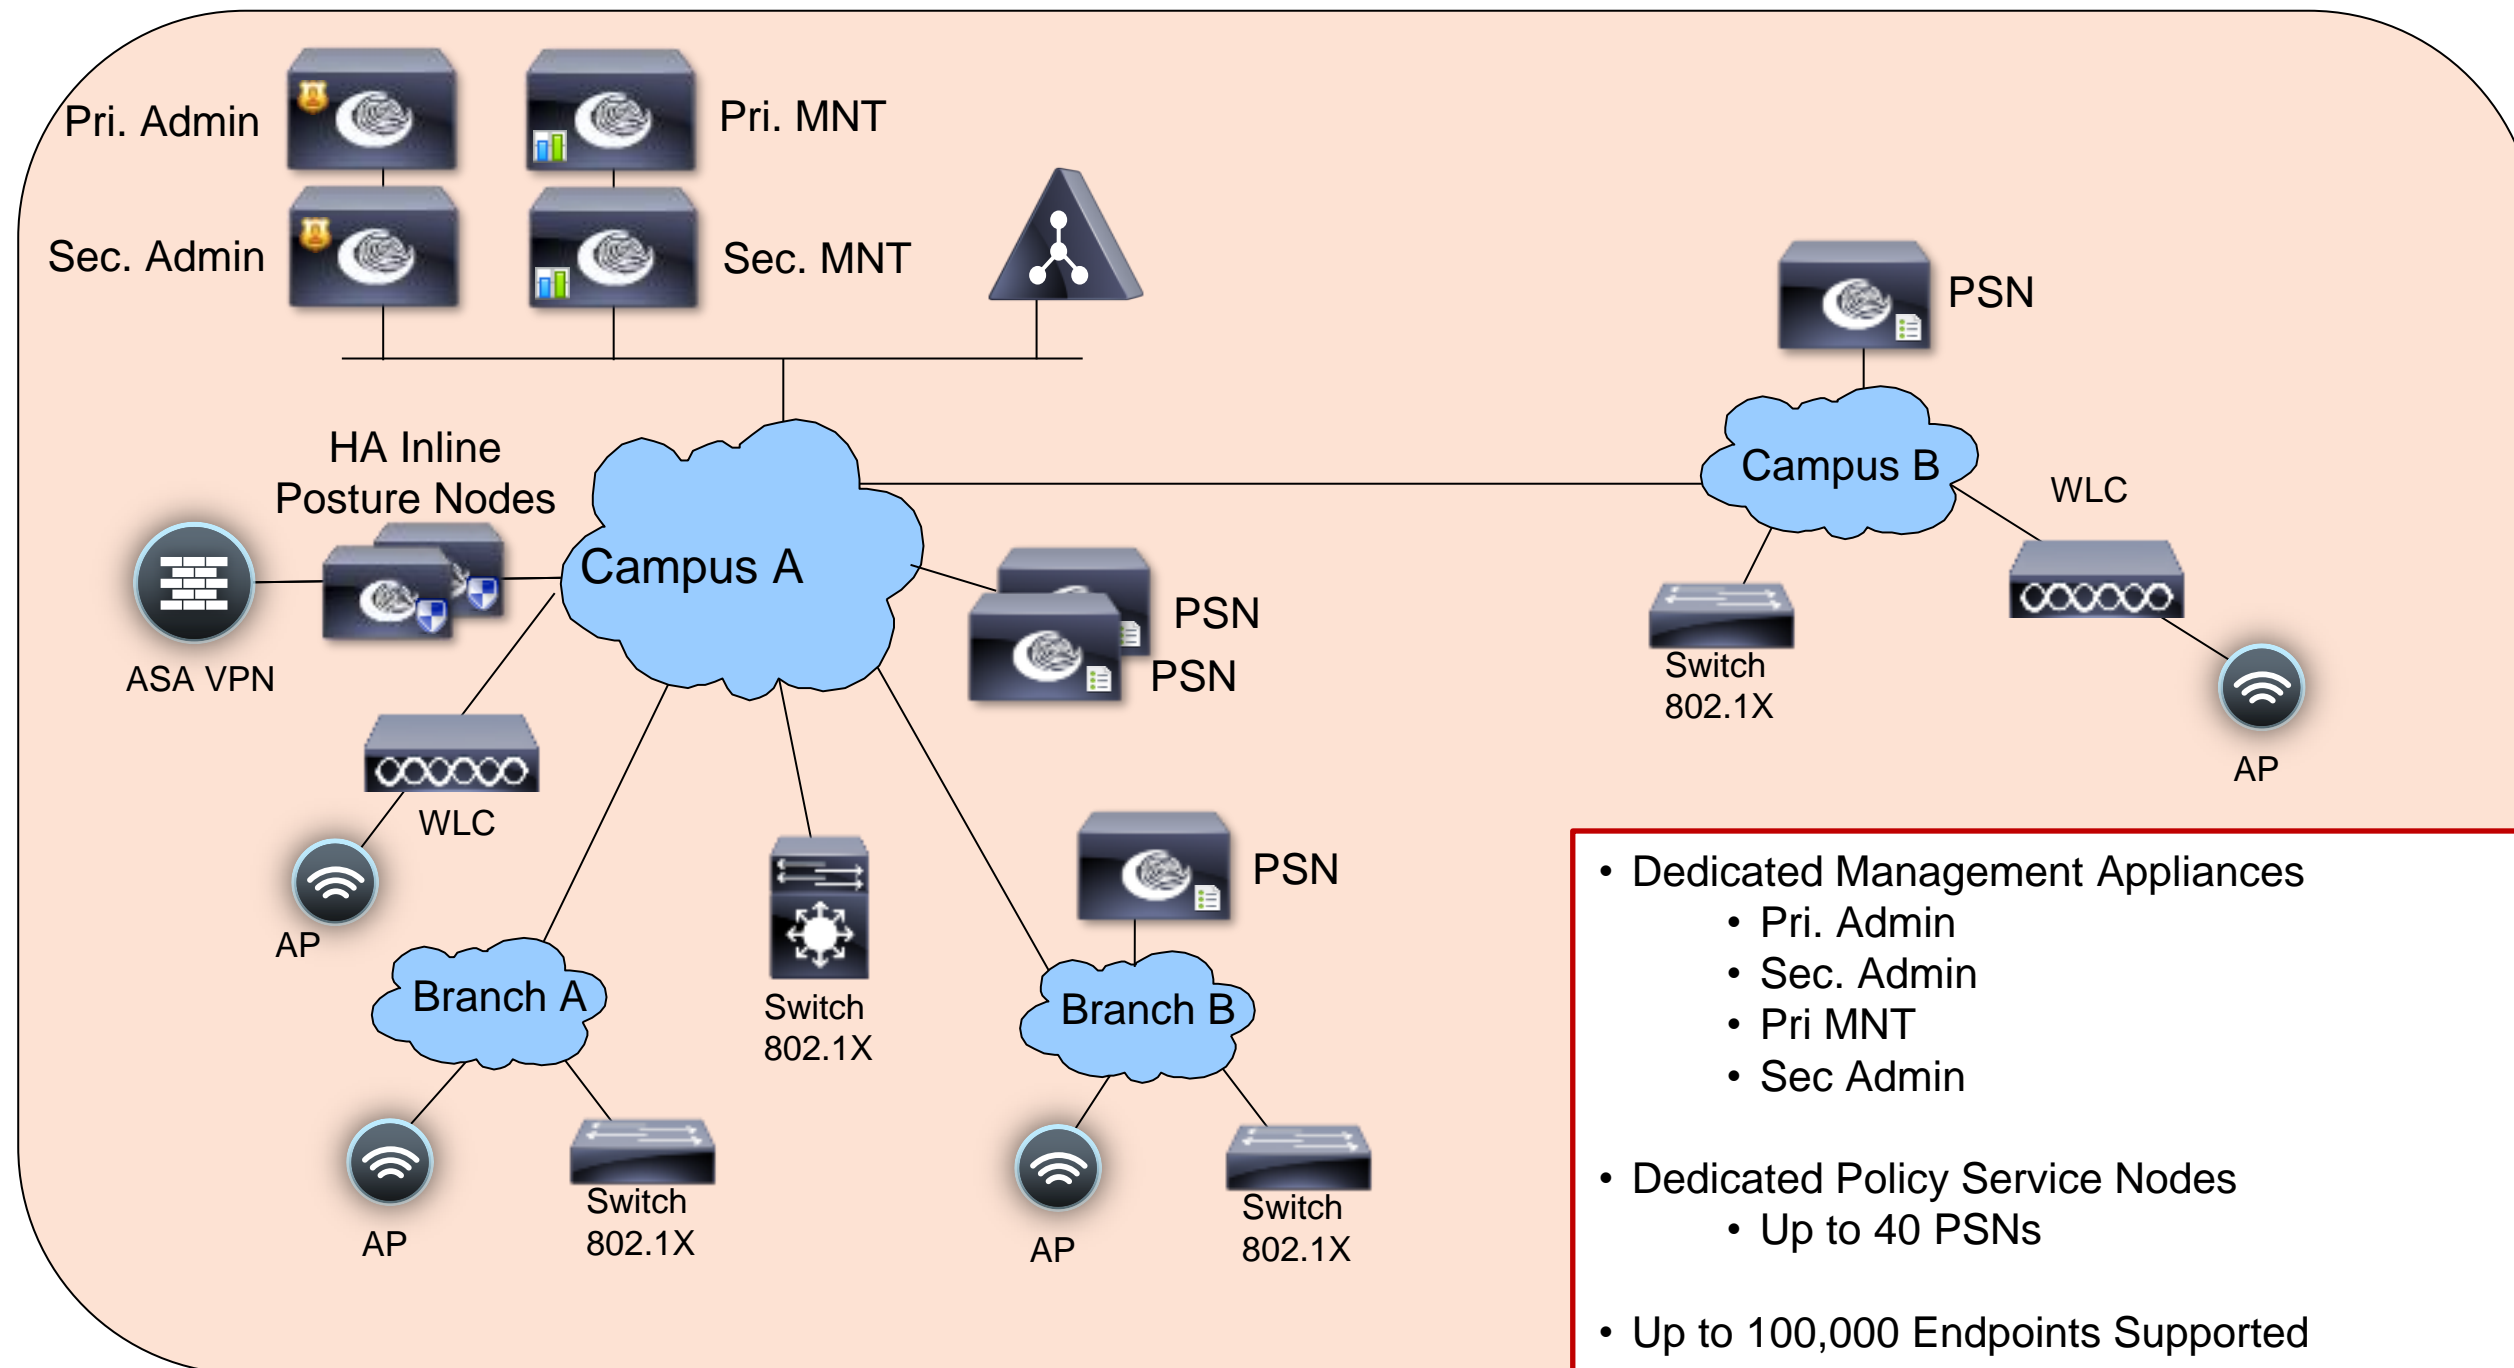 Pri. Admin
Pri. MNT
Sec. Admin
Sec. MNT
PSN
HA Inline
Posture Nodes
Campus A
Campus B
WLC
ASA VPN
PSN
PSN
Switch
802.1X
AP
WLC
AP
PSN
Branch A
Switch
802.1X
Branch B
AP
Switch
802.1X
AP
Switch
802.1X
• Dedicated Management Appliances
• Pri. Admin
• Sec. Admin
• Pri MNT
• Sec Admin
• Dedicated Policy Service Nodes
• Up to 40 PSNs
• Up to 100,000 Endpoints Supported